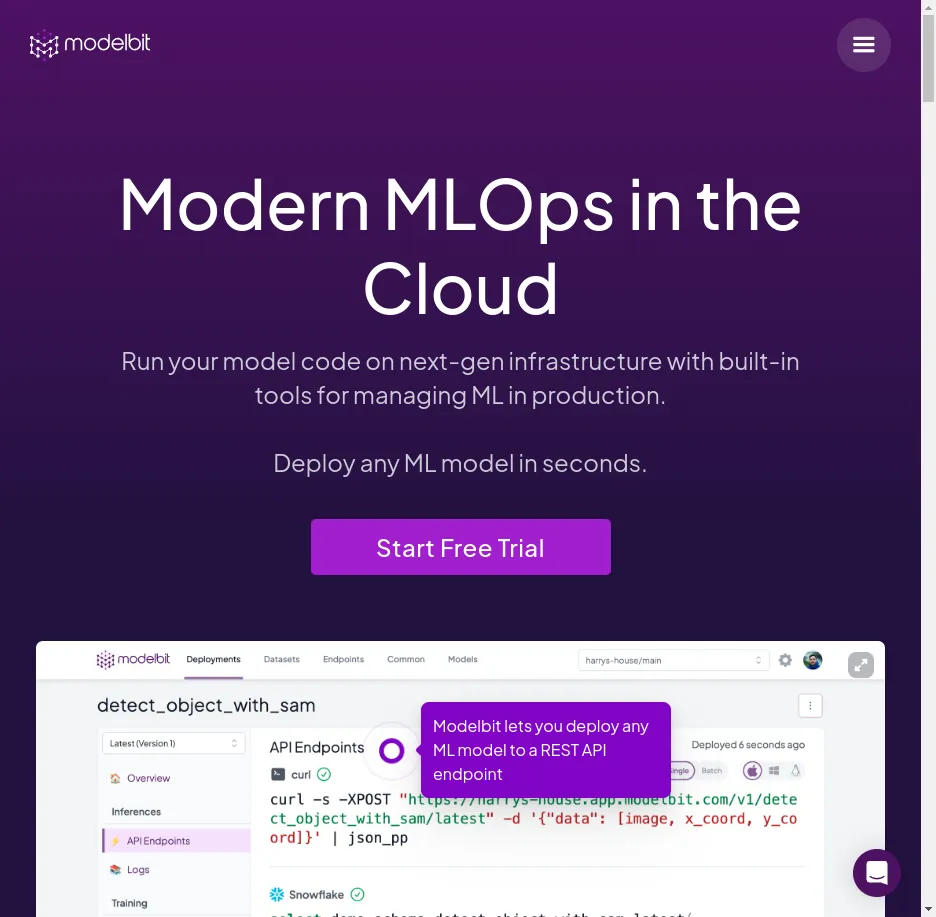 modelbit
Modern MLOps in the
Cloud
Run your model code on next-gen infrastructure with built-in
tools for managing ML in production.
Deploy any ML model in seconds.
Start Free Trial
modelbit Deployments Datasets Endpoints Common Models harrys-house/main
detect_object_with_sam
Latest (Version 1)
Overview
Inferences
API Endpoints
Logs
Training
API Endpoints
Deployed 6 seconds ago
Modelbit lets you deploy any
ML model to a REST API
endpoint
curl
Batch
curl -s -XPOST "https://harrys-house.app.modelbit.com/v1/dete
ct_object_with_sam/latest" -d '{"data": [image, x_coord, y_co
ord]}' | json_pp
Snowflake